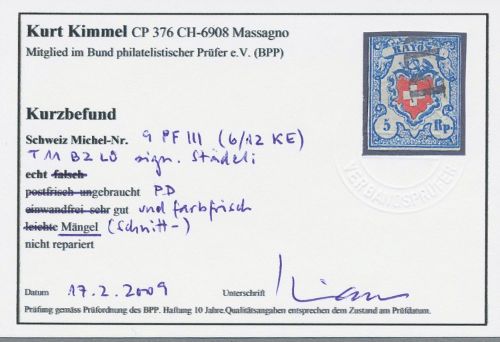 Kurt Kimmel CP 376 CH-6908 Massagno
Mitglied im Bund philatelistischer Prüfer e.V. (BPP)
RAYON I
5 Rp.
Kurzbefund
Schweiz Michel-Nr. 9 PF III (6/12 KE)
T 11 B2 LO sign. Städeli
echt falsch
postfrisch ungebraucht PD
einwandfrei sehr gut und farbfrisch
leichte Mängel (Schnitt-)
nicht repariert
VERBANDSPRÜFER
Datum 17.2.2009 Unterschrift
Prüfung gemäss Prüfordnung des BPP. Haftung 10 Jahre.Qualitätsangaben entsprechen dem Zustand am Prüfdatum.